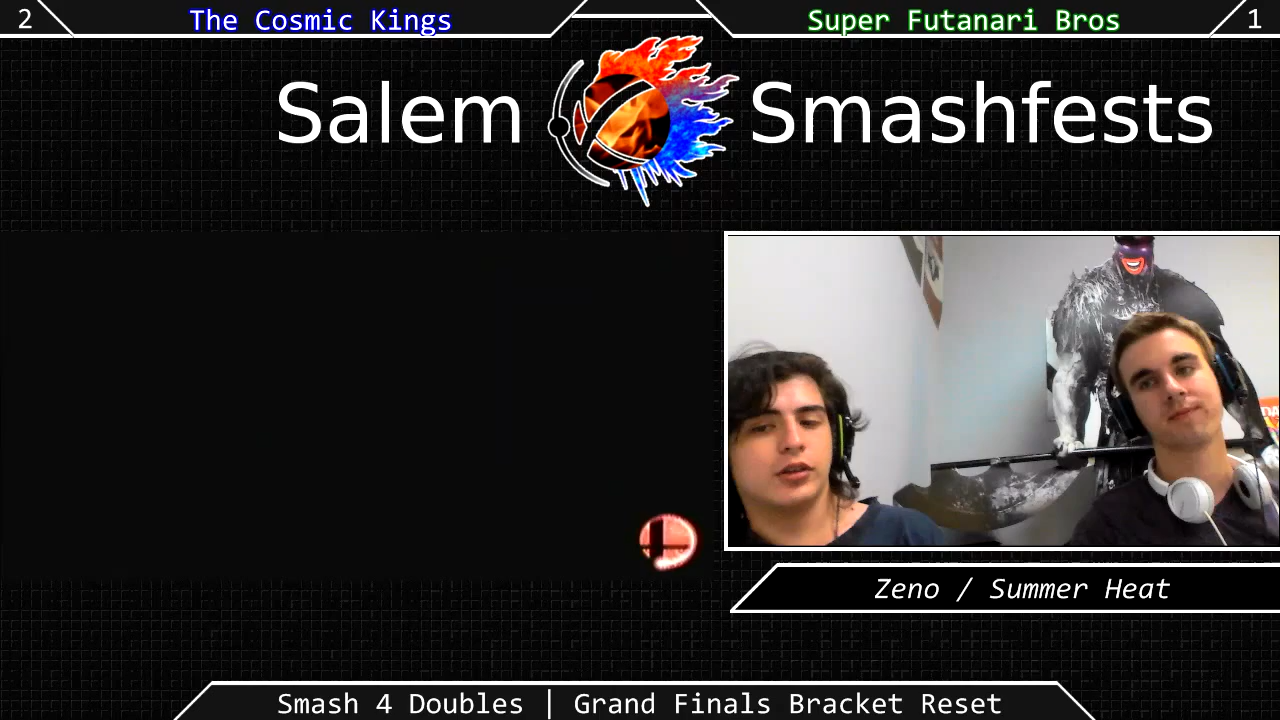 2
The Cosmic Kings
Super Futanari Bros
1
Salem Smashfests
Zeno / Summer Heat
Smash 4 Doubles | Grand Finals Bracket Reset